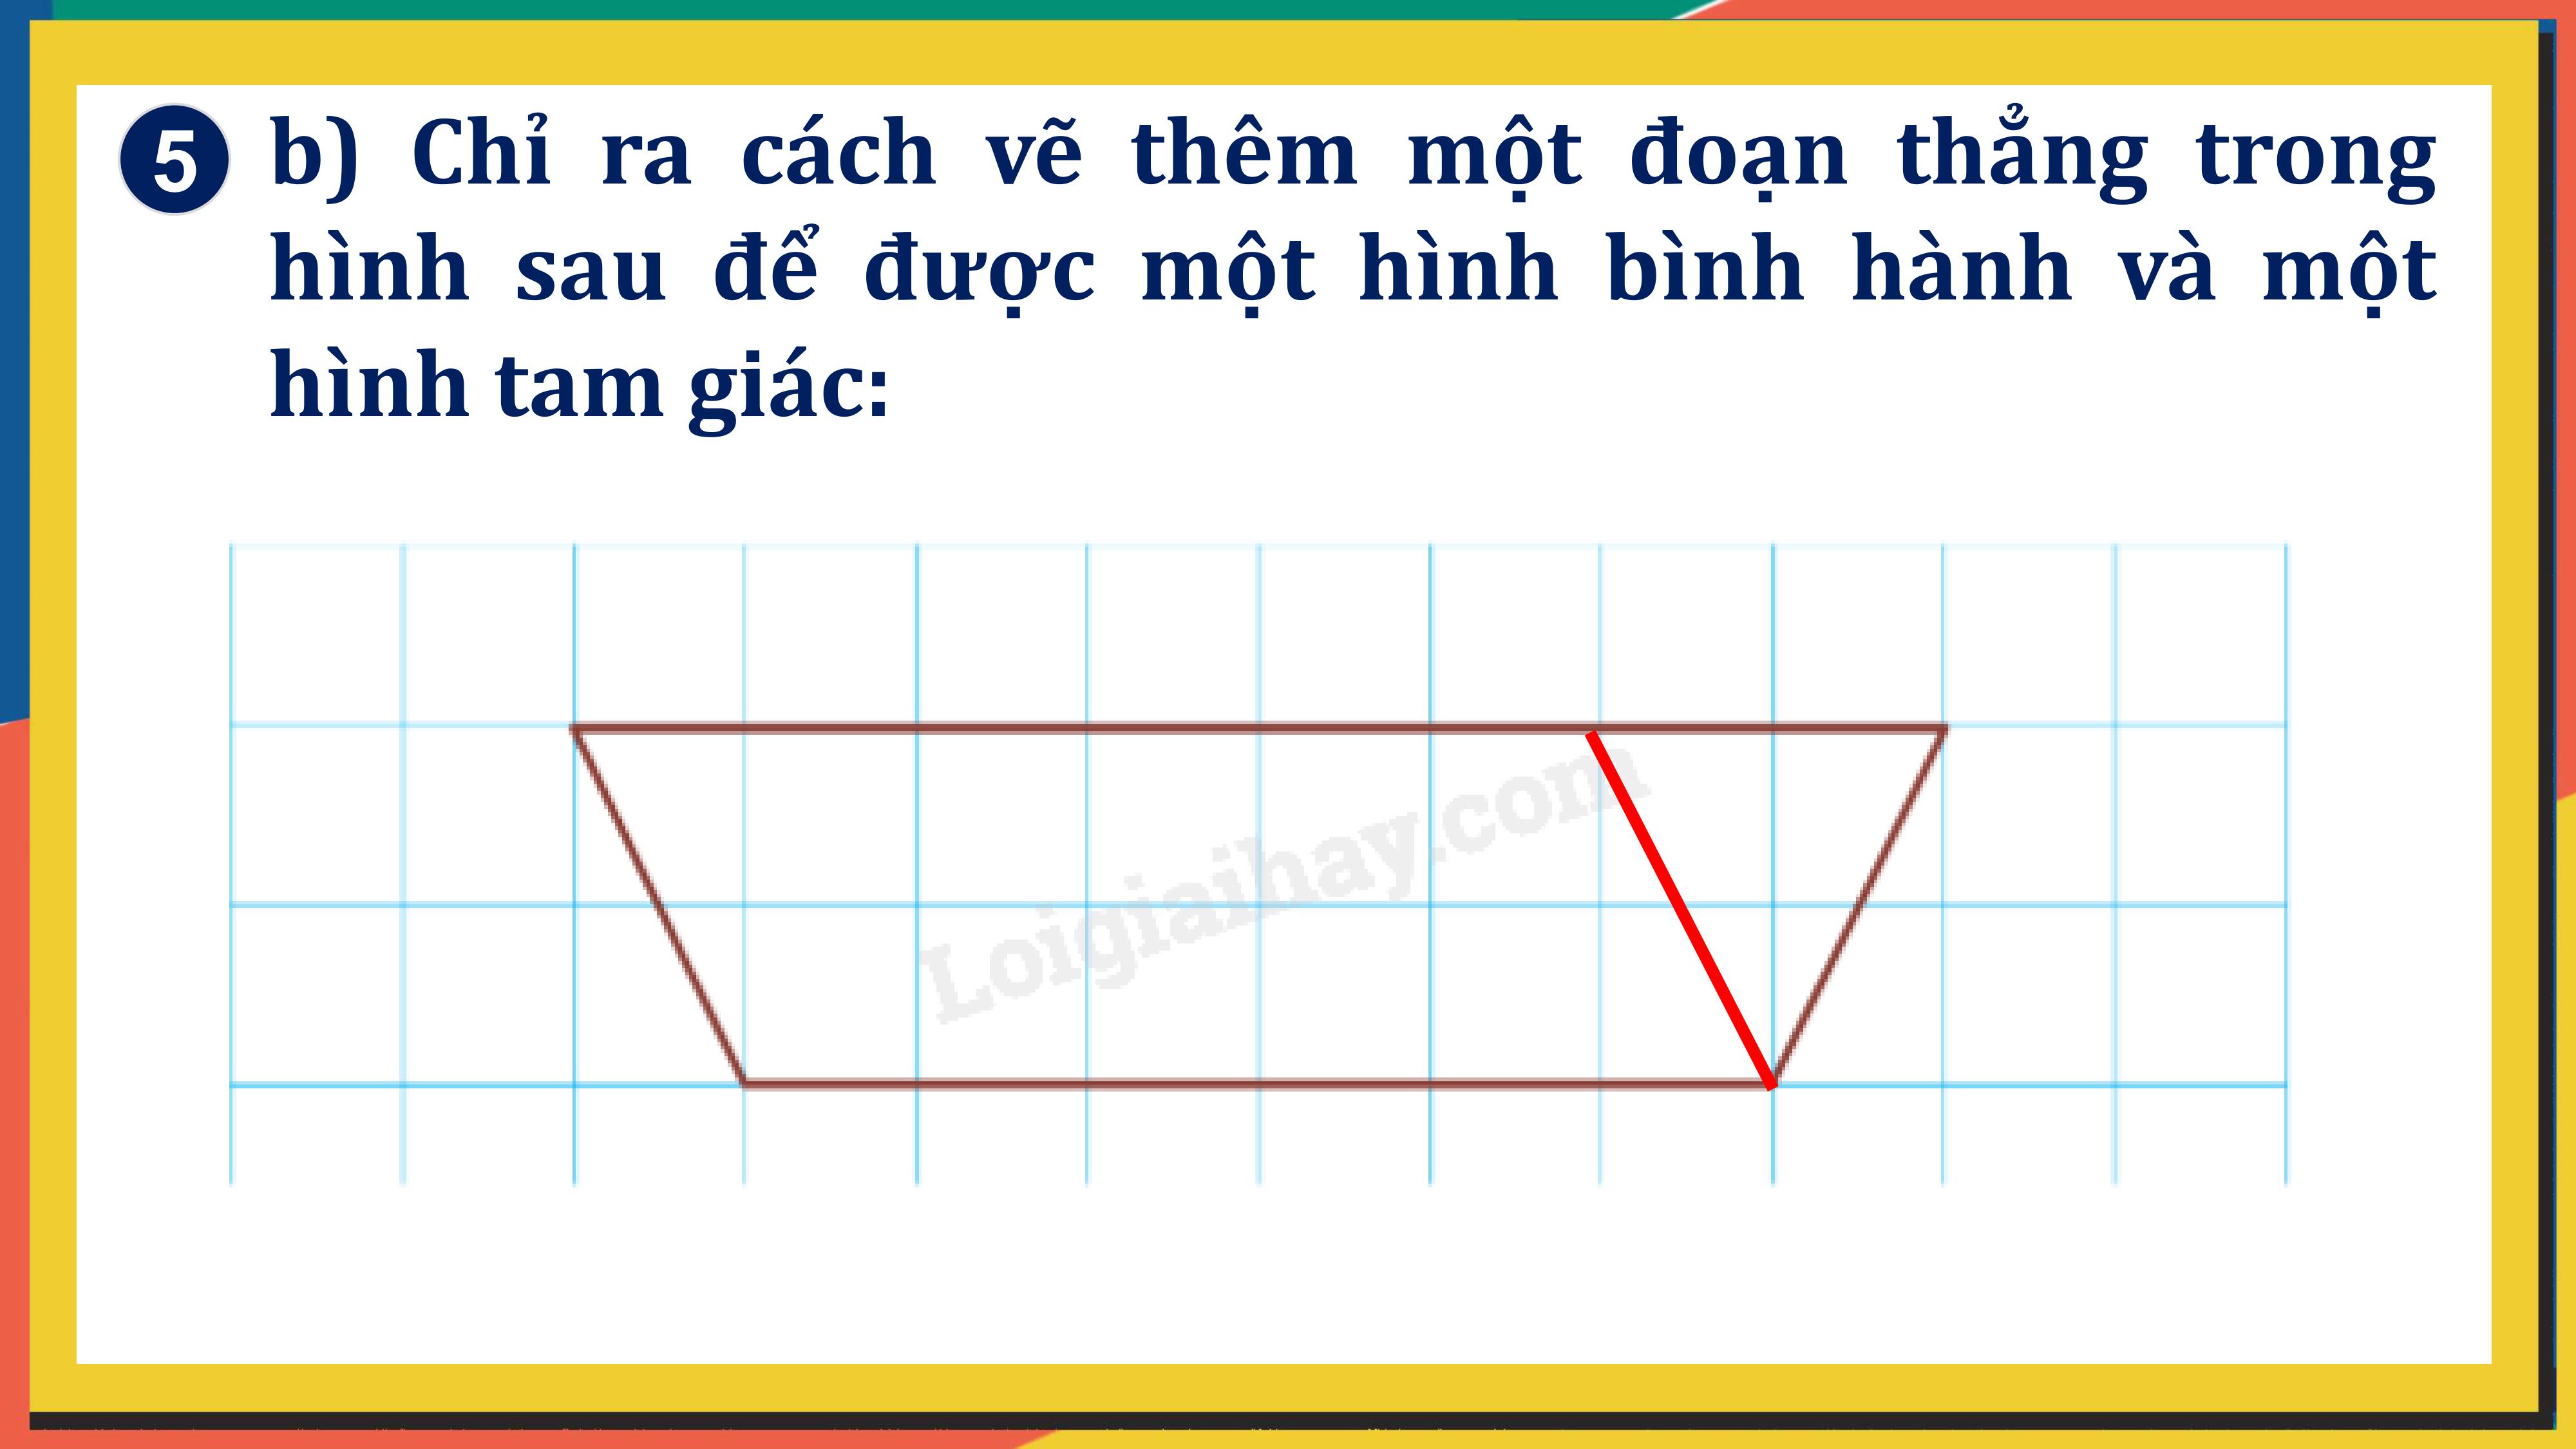 5 b) Chỉ ra cách vẽ thêm một đoạn thẳng trong
hình sau để được một hình bình hành và một
hình tam giác:
Loigiaihay.com